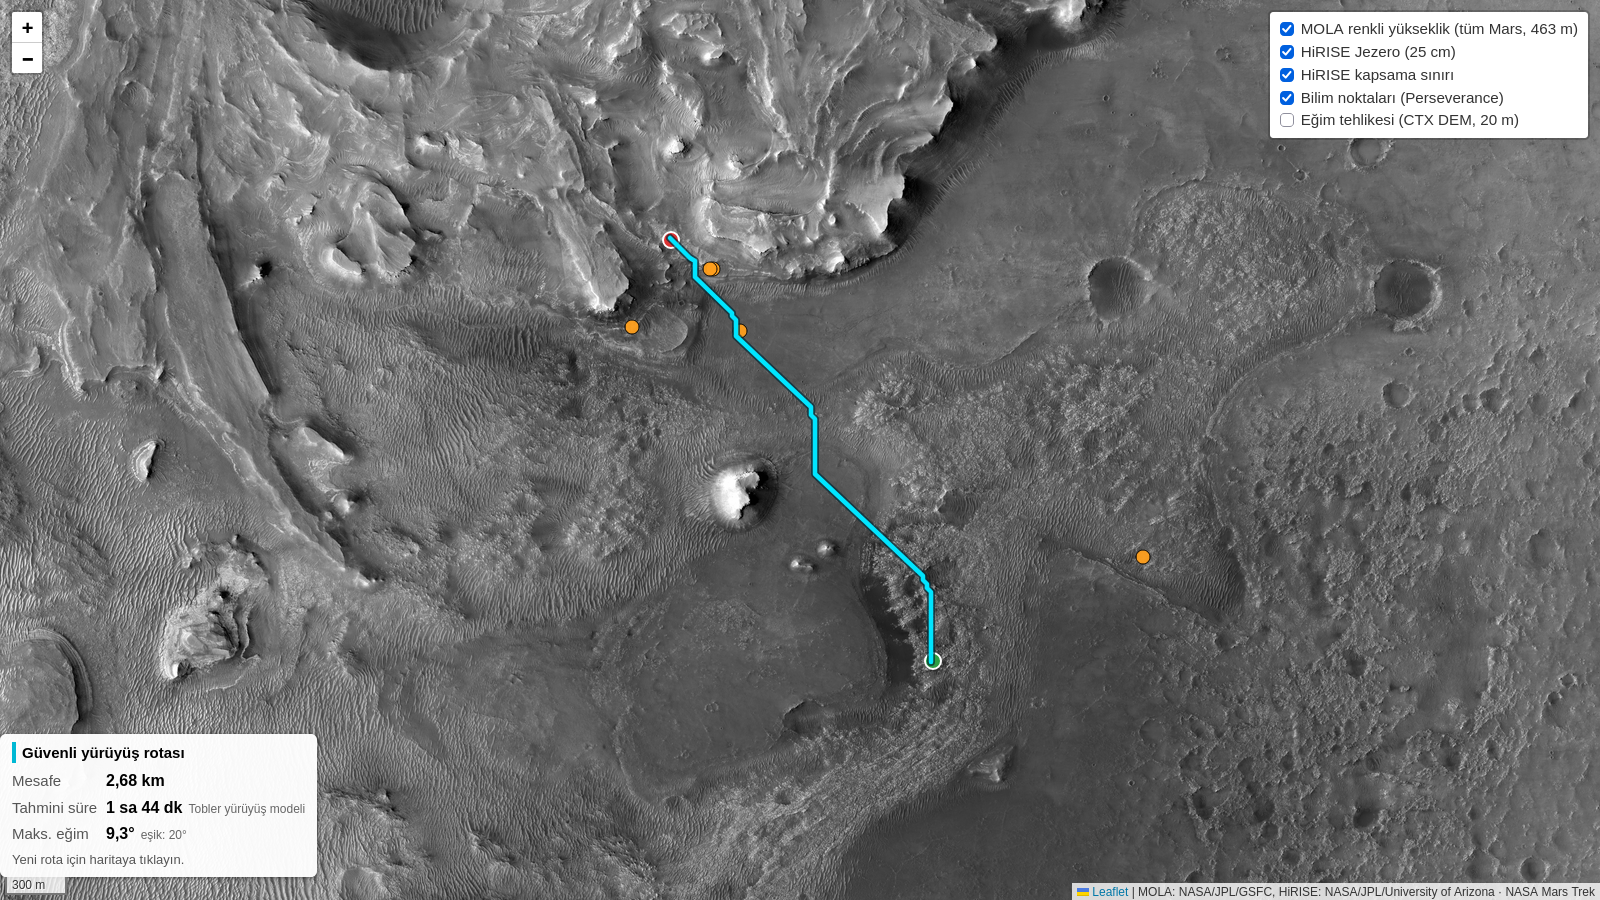 +
−
MOLA renkli yükseklik (tüm Mars, 463 m)
HiRISE Jezero (25 cm)
HiRISE kapsama sınırı
Bilim noktaları (Perseverance)
Eğim tehlikesi (CTX DEM, 20 m)
Güvenli yürüyüş rotası
Mesafe 2,68 km
Tahmini süre 1 sa 44 dk Tobler yürüyüş modeli
Maks. eğim 9,3° eşik: 20°
Yeni rota için haritaya tıklayın.
300 m
Leaflet | MOLA: NASA/JPL/GSFC, HiRISE: NASA/JPL/University of Arizona · NASA Mars Trek